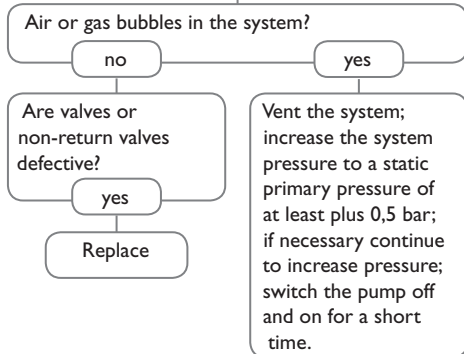 Air or gas bubbles in the system?
no
yes
Are valves or
non-return valves
defective?
yes
Replace
Vent the system;
increase the system
pressure to a static
primary pressure of
at least plus 0,5 bar;
if necessary continue
to increase pressure;
switch the pump off
and on for a short
time.